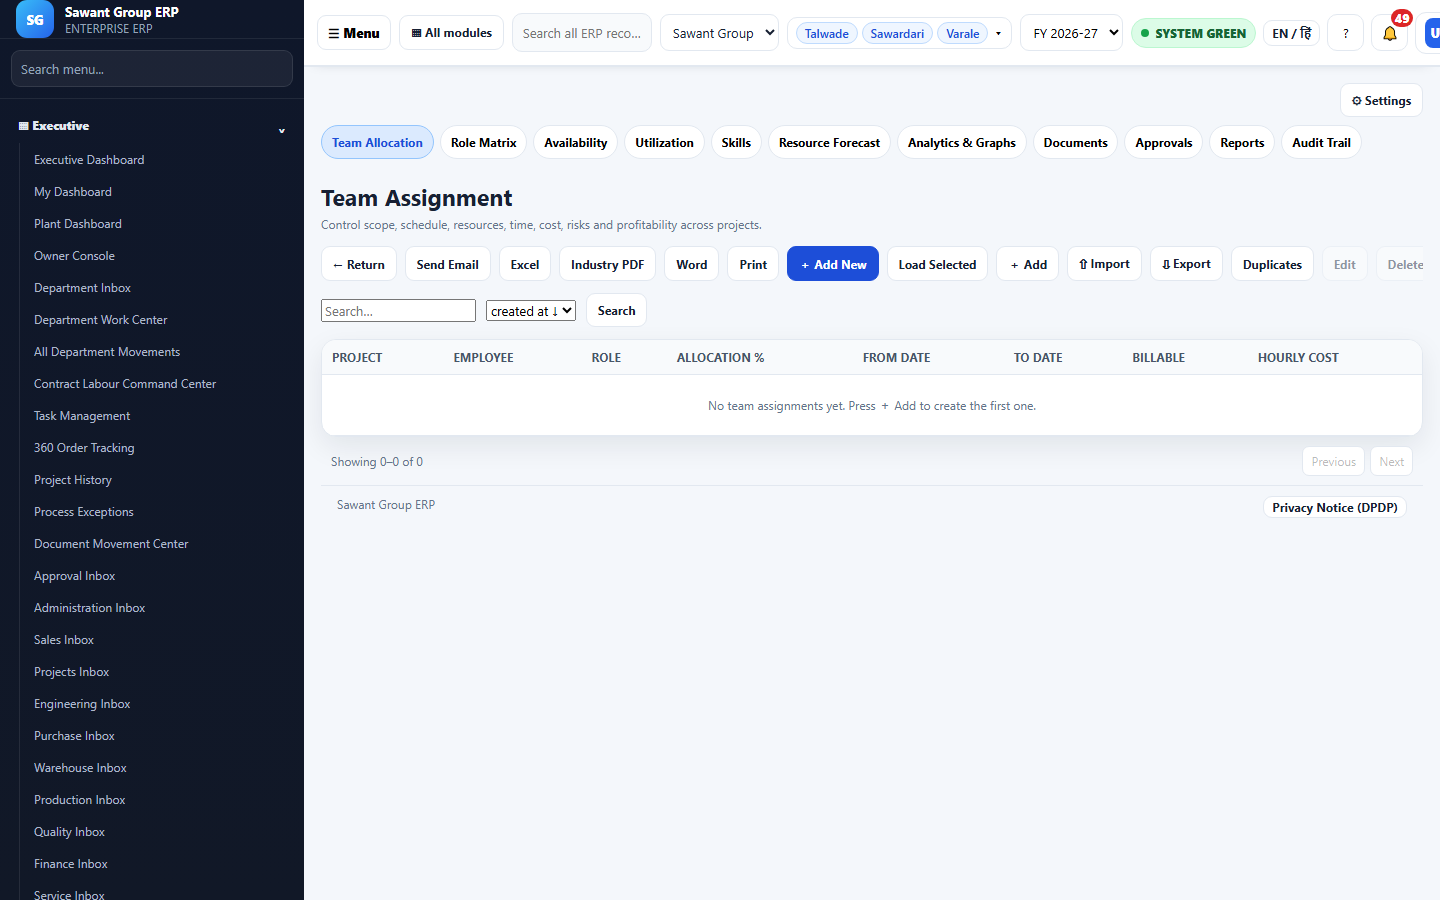 SG
Sawant Group ERP
ENTERPRISE ERP
Search menu...
Executive
Executive Dashboard
My Dashboard
Plant Dashboard
Owner Console
Department Inbox
Department Work Center
All Department Movements
Contract Labour Command Center
Task Management
360 Order Tracking
Project History
Process Exceptions
Document Movement Center
Approval Inbox
Administration Inbox
Sales Inbox
Projects Inbox
Engineering Inbox
Purchase Inbox
Warehouse Inbox
Production Inbox
Quality Inbox
Finance Inbox
Service Inbox
☰ Menu All modules Search all ERP reco... Sawant Group Talwade Sawardari Varale FY 2026-27 SYSTEM GREEN EN / हिं ? 49 U
⚙ Settings
Team Allocation Role Matrix Availability Utilization Skills Resource Forecast Analytics & Graphs Documents Approvals Reports Audit Trail
Team Assignment
Control scope, schedule, resources, time, cost, risks and profitability across projects.
← Return Send Email Excel Industry PDF Word Print + Add New Load Selected + Add ⇧ Import ⇩ Export Duplicates Edit Delete
Search... created at ↓ Search
PROJECT EMPLOYEE ROLE ALLOCATION % FROM DATE TO DATE BILLABLE HOURLY COST
No team assignments yet. Press + Add to create the first one.
Showing 0–0 of 0 Previous Next
Sawant Group ERP Privacy Notice (DPDP)